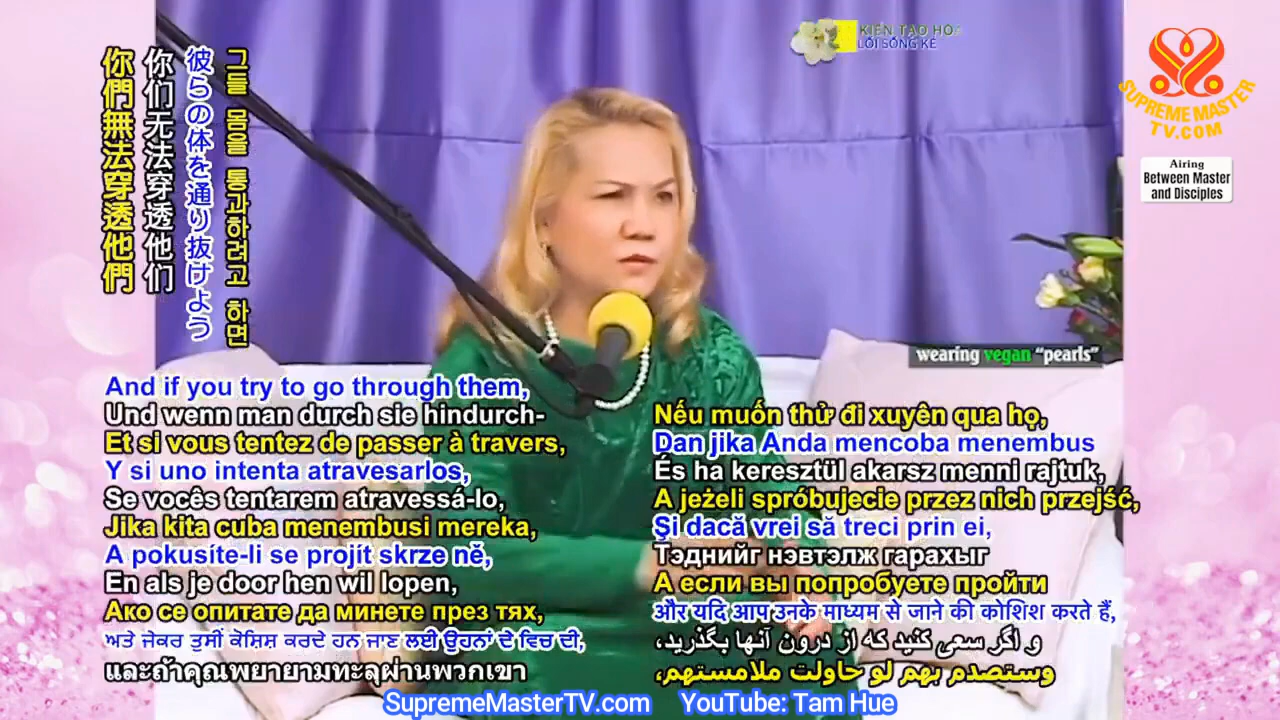 KIẾN TẠO HÒA
LỐI SỐNG KẾ
SUPREME MASTER
TV.COM
Airing
Between Master
and Disciples
그들 몸을 통과하려고 하면
彼らの体を通り抜けよう
你们无法穿透他们
你們無法穿透他們
wearing vegan “pearls”
And if you try to go through them,
Und wenn man durch sie hindurch-
Et si vous tentez de passer à travers,
Y si uno intenta atravesarlos,
Se vocês tentarem atravessá-lo,
Jika kita cuba menembusi mereka,
A pokusíte-li se projít skrze ně,
En als je door hen wil lopen,
Ако се опитате да минете през тях,
ਅਤੇ ਜੇਕਰ ਤੁਸੀਂ ਕੋਸ਼ਿਸ਼ ਕਰਦੇ ਹਨ ਜਾਣ ਲਈ ਉਹਨਾਂ ਦੇ ਵਿਚ ਦੀ,
และถ้าคุณพยายามทะลุผ่านพวกเขา
Nếu muốn thử đi xuyên qua họ,
Dan jika Anda mencoba menembus
És ha keresztül akarsz menni rajtuk,
A jeżeli spróbujecie przez nich przejść,
Şi dacă vrei să treci prin ei,
Тэднийг нэвтэлж гарахыг
А если вы попробуете пройти
और यदि आप उनके माध्यम से जाने की कोशिश करते हैं,
و اگر سعی کنید که از درون آنها بگذرید،
وستصدم بهم لو حاولت ملامستهم،
SupremeMasterTV.com YouTube: Tam Hue